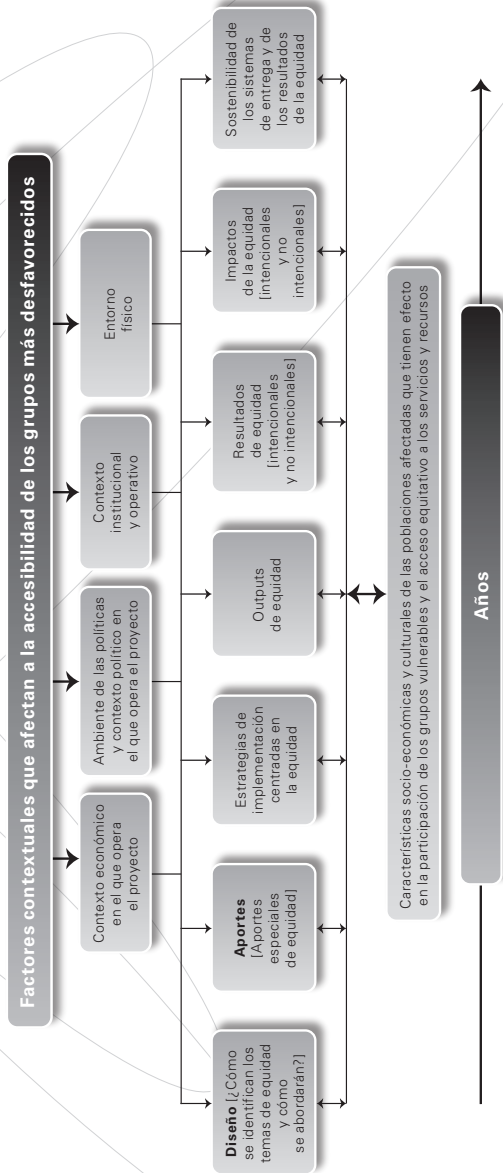 Factores contextuales que afectan a la accesibilidad de los grupos más desfavorecidos
Contexto económico
en el que opera
el proyecto
Ambiente de las políticas
y contexto político en
el que opera el proyecto
Contexto
institucional
y operativo
Entorno
físico
Diseño [¿Cómo
se identifican los
temas de equidad
y cómo
se abordarán?]
Aportes
[Aportes
especiales
de equidad]
Estrategias de
implementación
centradas en
la equidad
Outputs
de equidad
Resultados
de equidad
[intencionales
y no intencionales]
Impactos
de la equidad
[intencionales
y no
intencionales]
Sostenibilidad de
los sistemas
de entrega y de
los resultados
de la equidad
Características socio-económicas y culturales de las poblaciones afectadas que tienen efecto
en la participación de los grupos vulnerables y el acceso equitativo a los servicios y recursos
Años